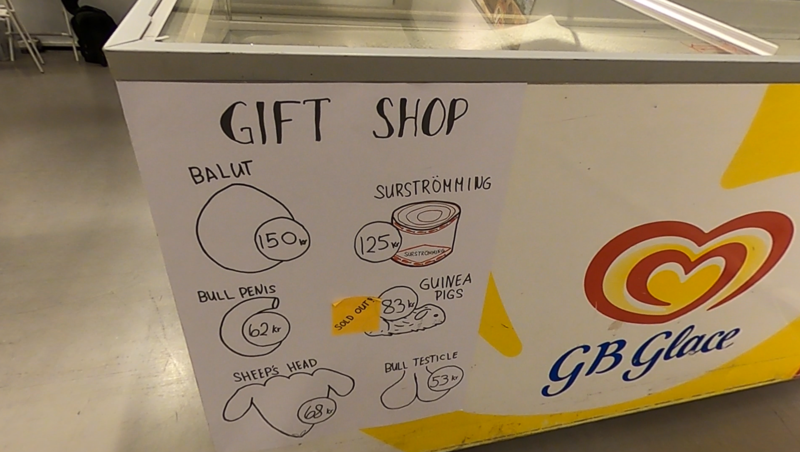 GIFT SHOP
BALUT
150 kr
SURSTRÖMMING
125 kr
SURSTRÖMMING
BULL PENIS
62 kr
GUINEA
PIGS
83 kr
SOLD OUT!
SHEEP'S HEAD
68 kr
BULL TESTICLE
53 kr
GB Glace